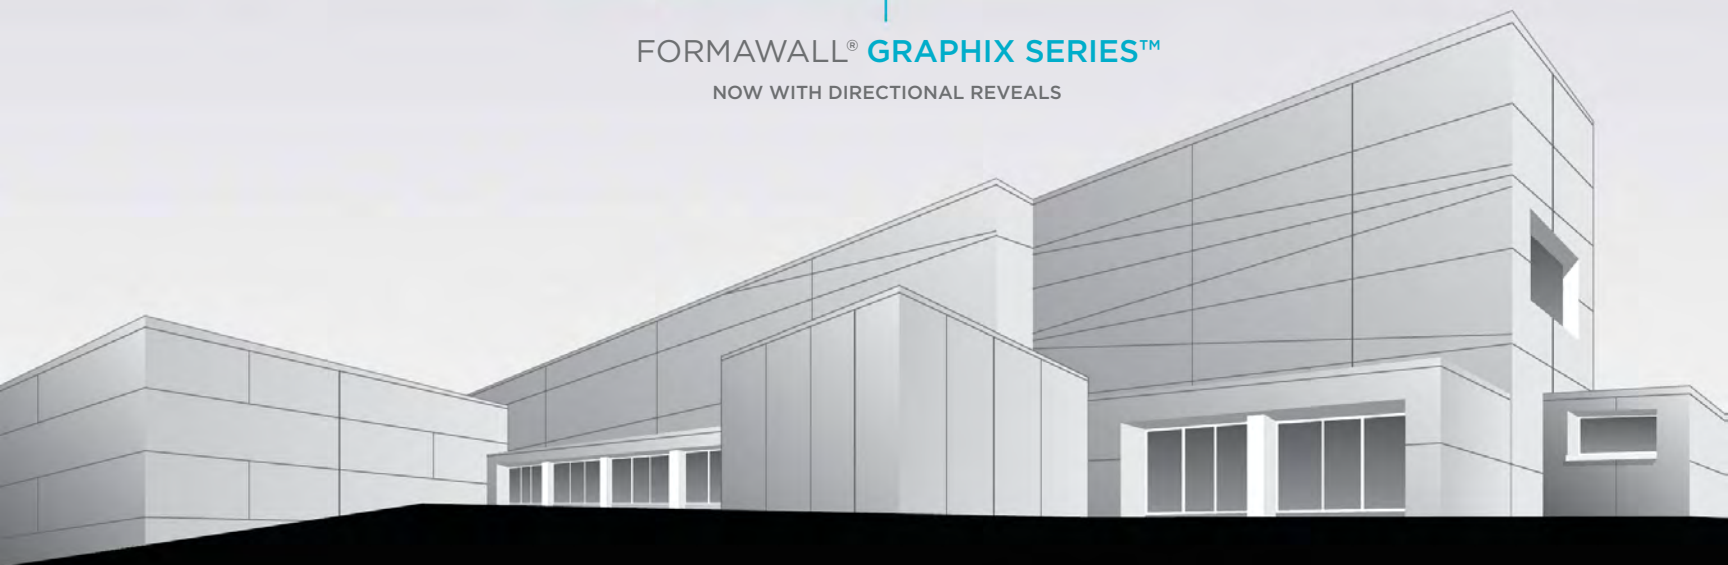 FORMAWALL® GRAPHIX SERIES™
NOW WITH DIRECTIONAL REVEALS